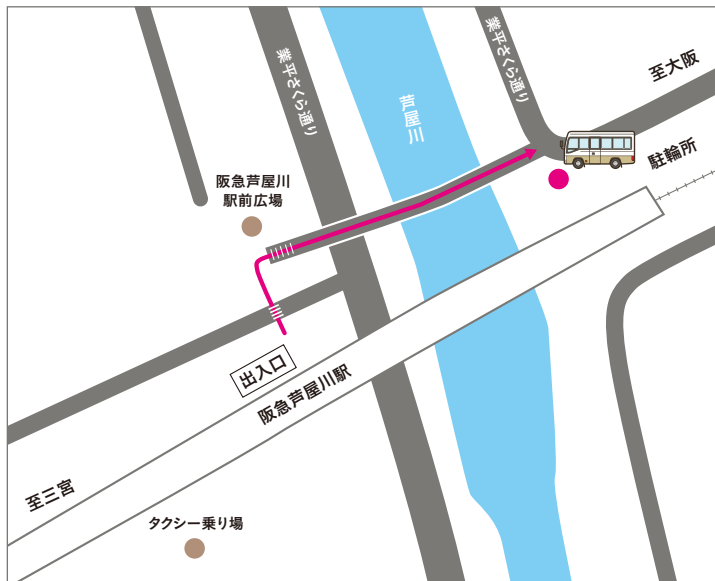 業平さくら通り
芦屋川
業平さくら通り
至大阪
駐輪所
阪急芦屋川
駅前広場
出入口
阪急芦屋川駅
至三宮
タクシー乗り場